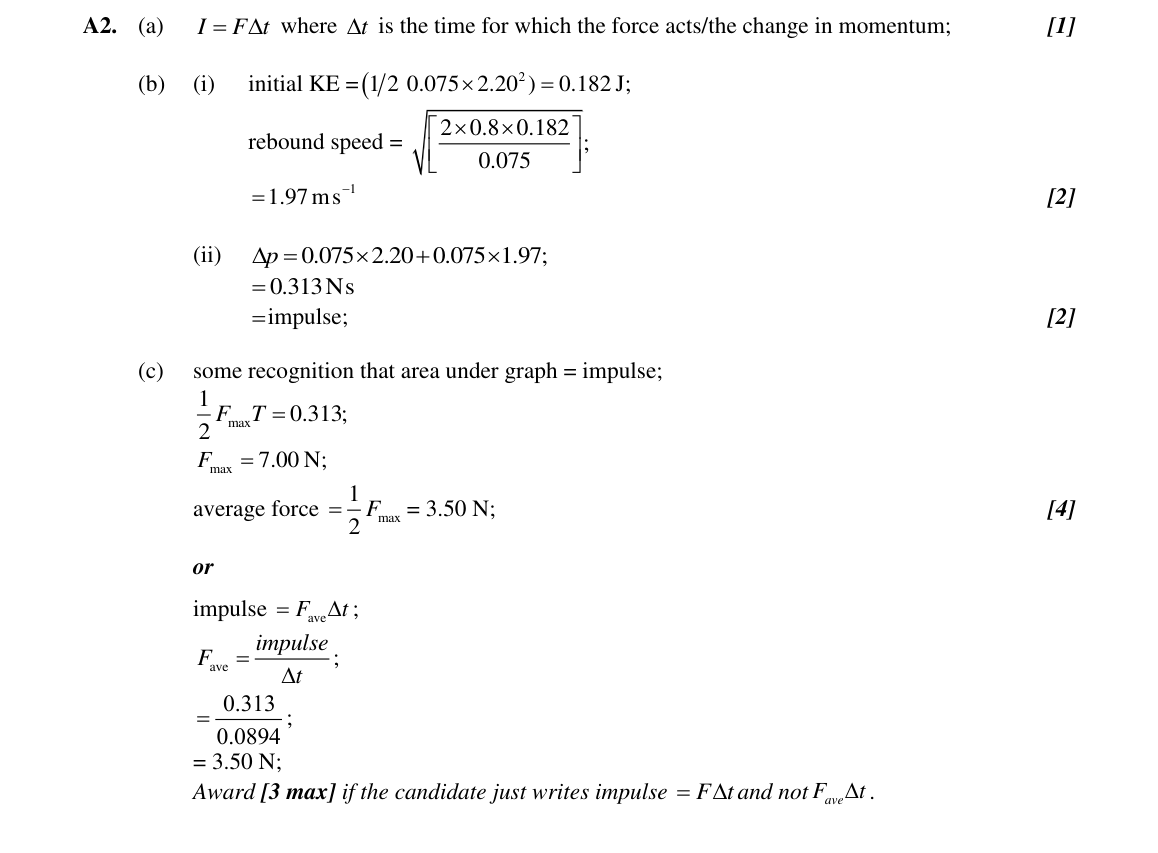 A2. (a) I = FΔt where Δt is the time for which the force acts/the change in momentum; [1]
(b) (i) initial KE = (1/2 0.075×2.20²) = 0.182 J;
rebound speed = √[2×0.8×0.182 / 0.075];
= 1.97 m s⁻¹ [2]
(ii) Δp = 0.075×2.20+0.075×1.97;
= 0.313 N s
= impulse; [2]
(c) some recognition that area under graph = impulse;
1/2 F_max T = 0.313;
F_max = 7.00 N;
average force = 1/2 F_max = 3.50 N; [4]
or
impulse = F_ave Δt ;
F_ave = impulse / Δt ;
= 0.313 / 0.0894 ;
= 3.50 N;
Award [3 max] if the candidate just writes impulse = FΔt and not F_ave Δt .